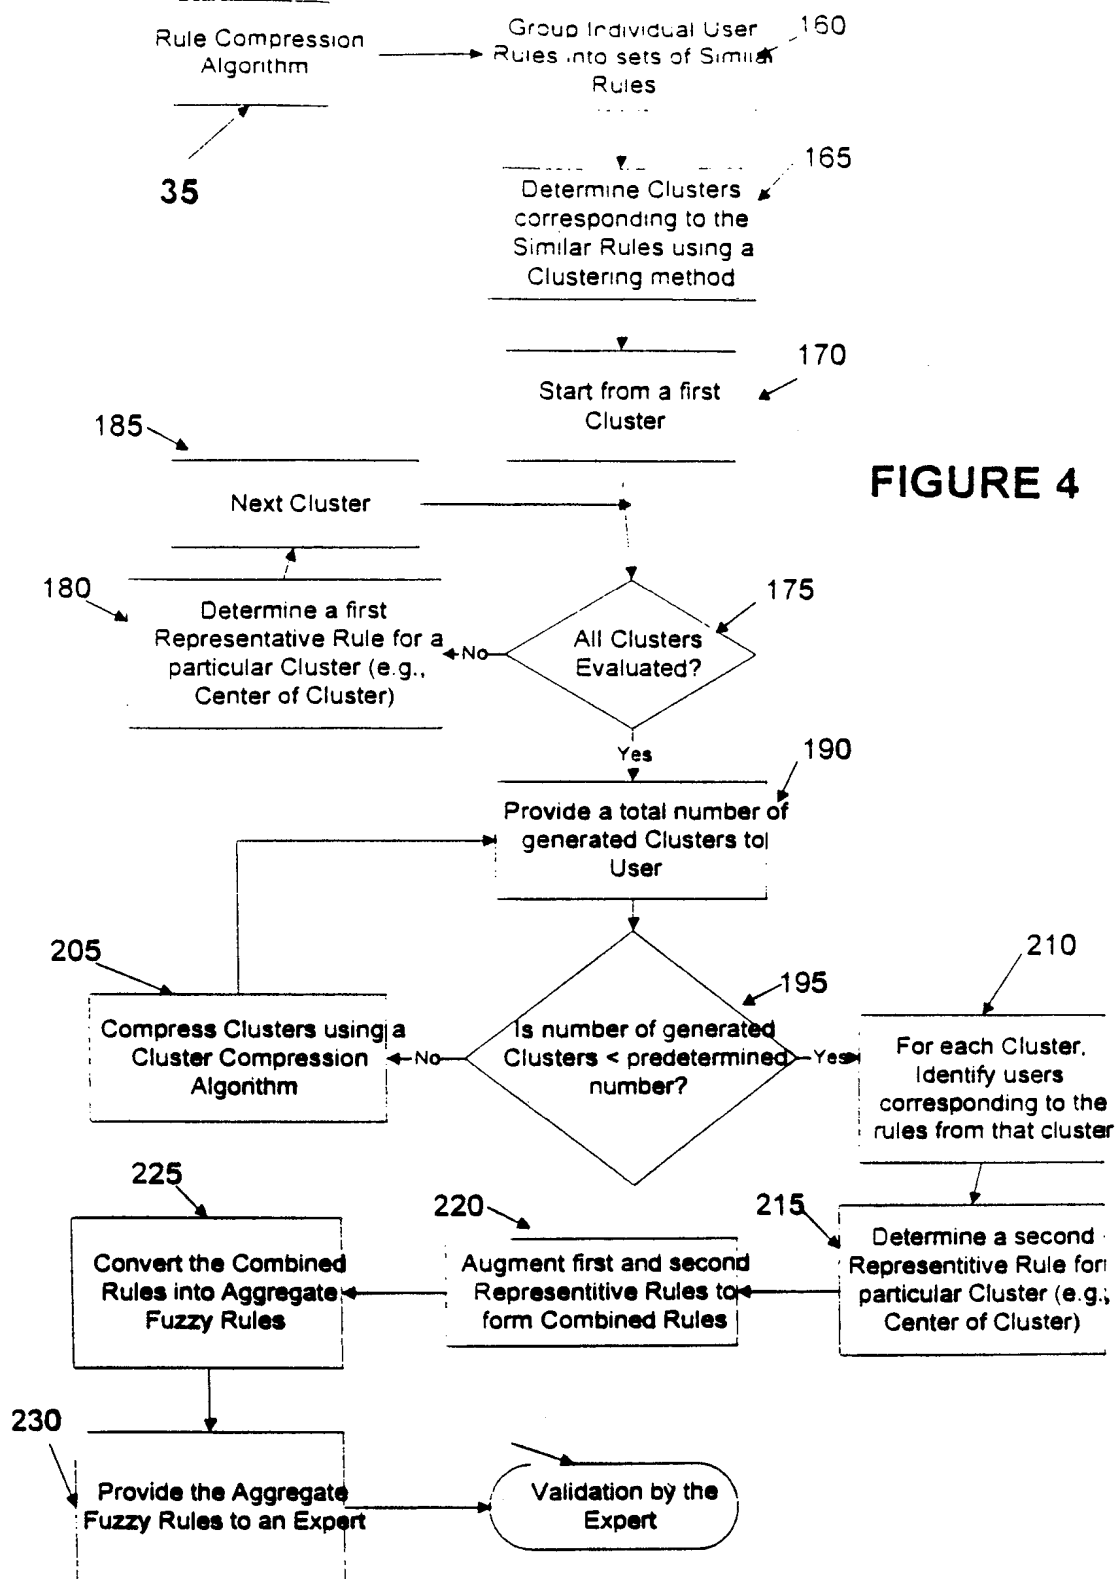 Rule Compression
Algorithm
35
Group Individual User
Rules into sets of Similar
Rules
160
Determine Clusters
corresponding to the
Similar Rules using a
Clustering method
165
Start from a first
Cluster
170
185
Next Cluster
FIGURE 4
180
Determine a first
Representative Rule for a
particular Cluster (e.g.,
Center of Cluster)
No
All Clusters
Evaluated?
175
Yes
190
Provide a total number of
generated Clusters to
User
205
Compress Clusters using a
Cluster Compression
Algorithm
No
Is number of generated
Clusters < predetermined
number?
195
Yes
210
For each Cluster,
Identify users
corresponding to the
rules from that cluster
215
Determine a second
Representitive Rule for
particular Cluster (e.g.,
Center of Cluster)
220
Augment first and second
Representitive Rules to
form Combined Rules
225
Convert the Combined
Rules into Aggregate
Fuzzy Rules
230
Provide the Aggregate
Fuzzy Rules to an Expert
Validation by the
Expert